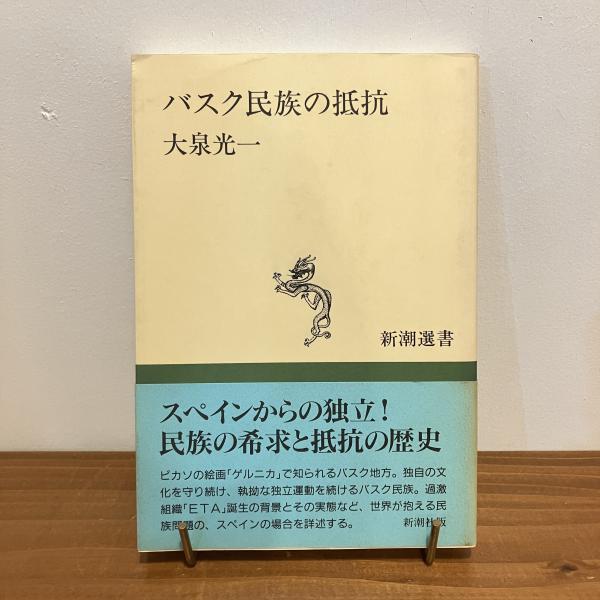 バスク民族の抵抗
大泉光一
新潮選書
スペインからの独立!
民族の希求と抵抗の歴史
ピカソの絵画「ゲルニカ」で知られるバスク地方。独自の文
化を守り続け、執拗な独立運動を続けるバスク民族。過激
組織「ETA」誕生の背景とその実態など、世界が抱える民
族問題の、スペインの場合を詳述する。 新潮社版